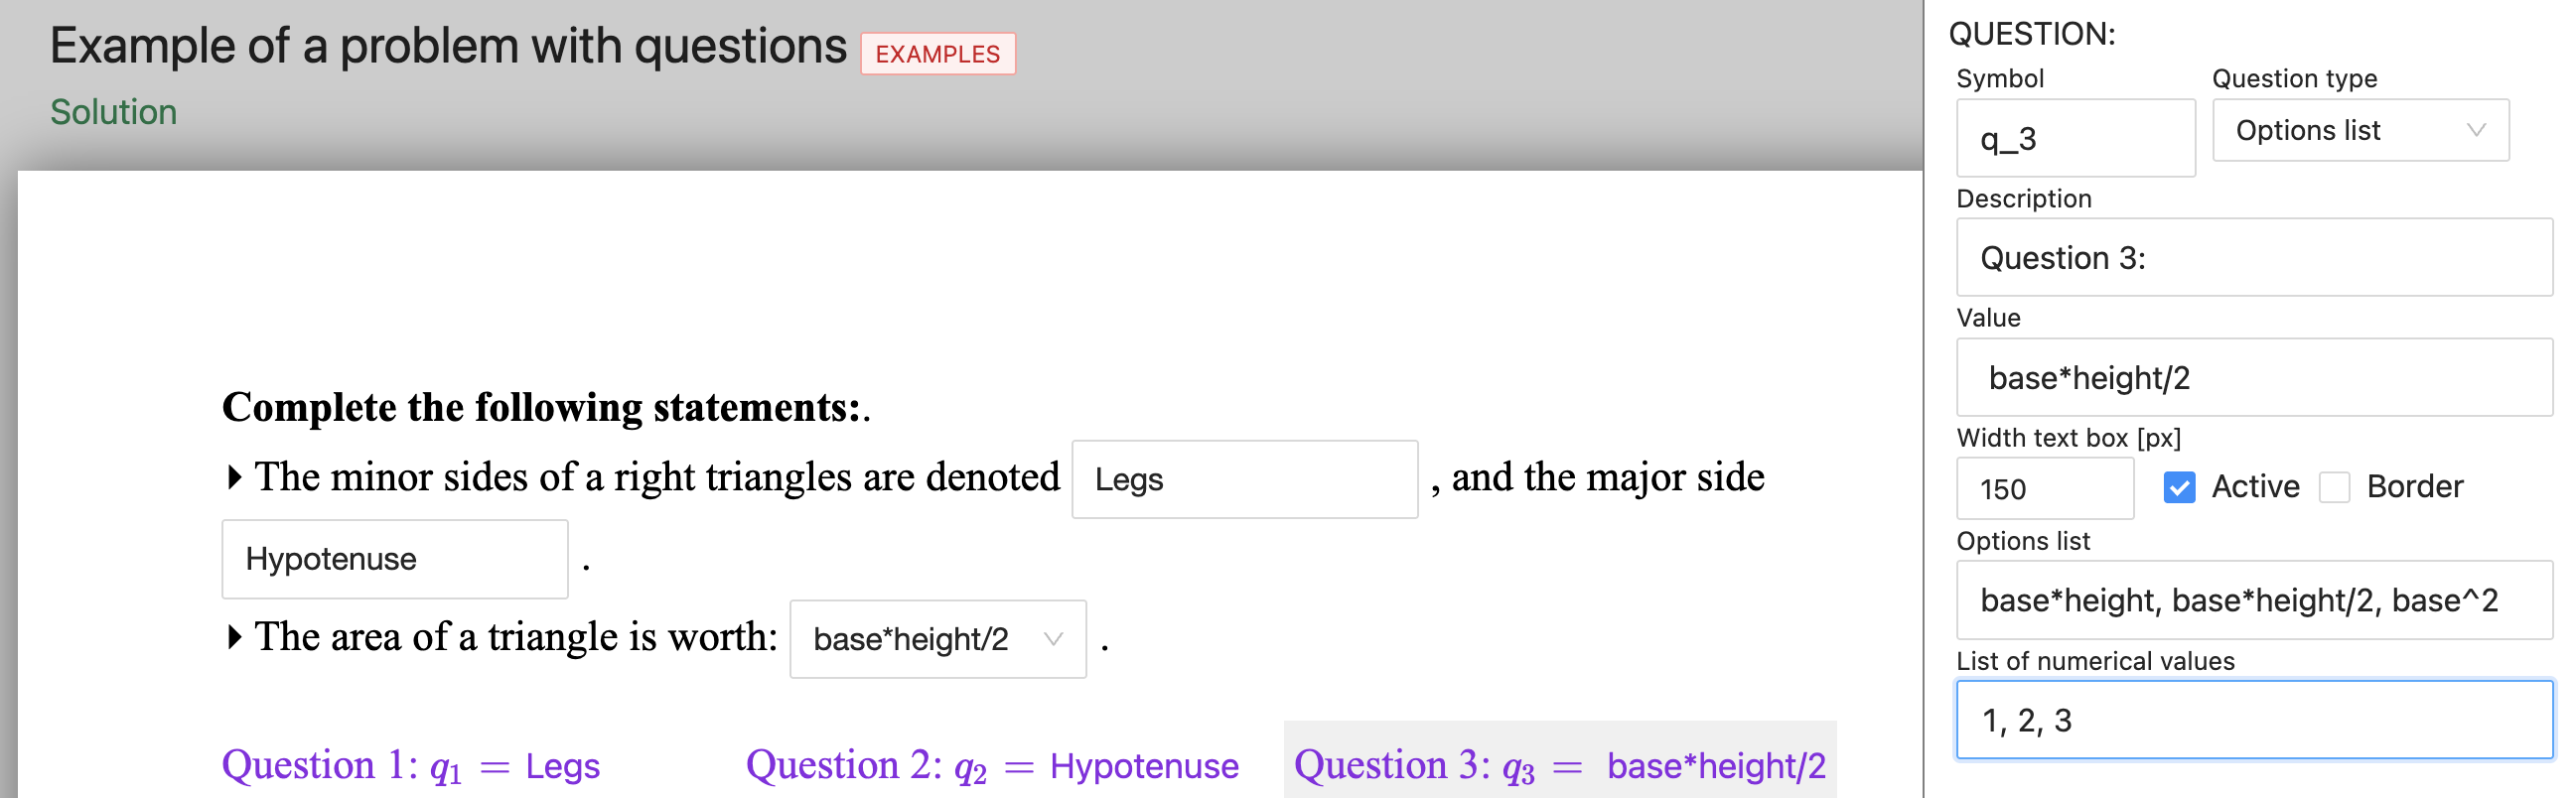 Example of a problem with questions EXAMPLES
Solution
Complete the following statements:.
The minor sides of a right triangles are denoted Legs , and the major side
Hypotenuse .
The area of a triangle is worth: base*height/2 .
Question 1: q1 = Legs Question 2: q2 = Hypotenuse Question 3: q3 = base*height/2
QUESTION:
Symbol Question type
q_3 Options list
Description
Question 3:
Value
base*height/2
Width text box [px]
150 Active Border
Options list
base*height, base*height/2, base^2
List of numerical values
1, 2, 3